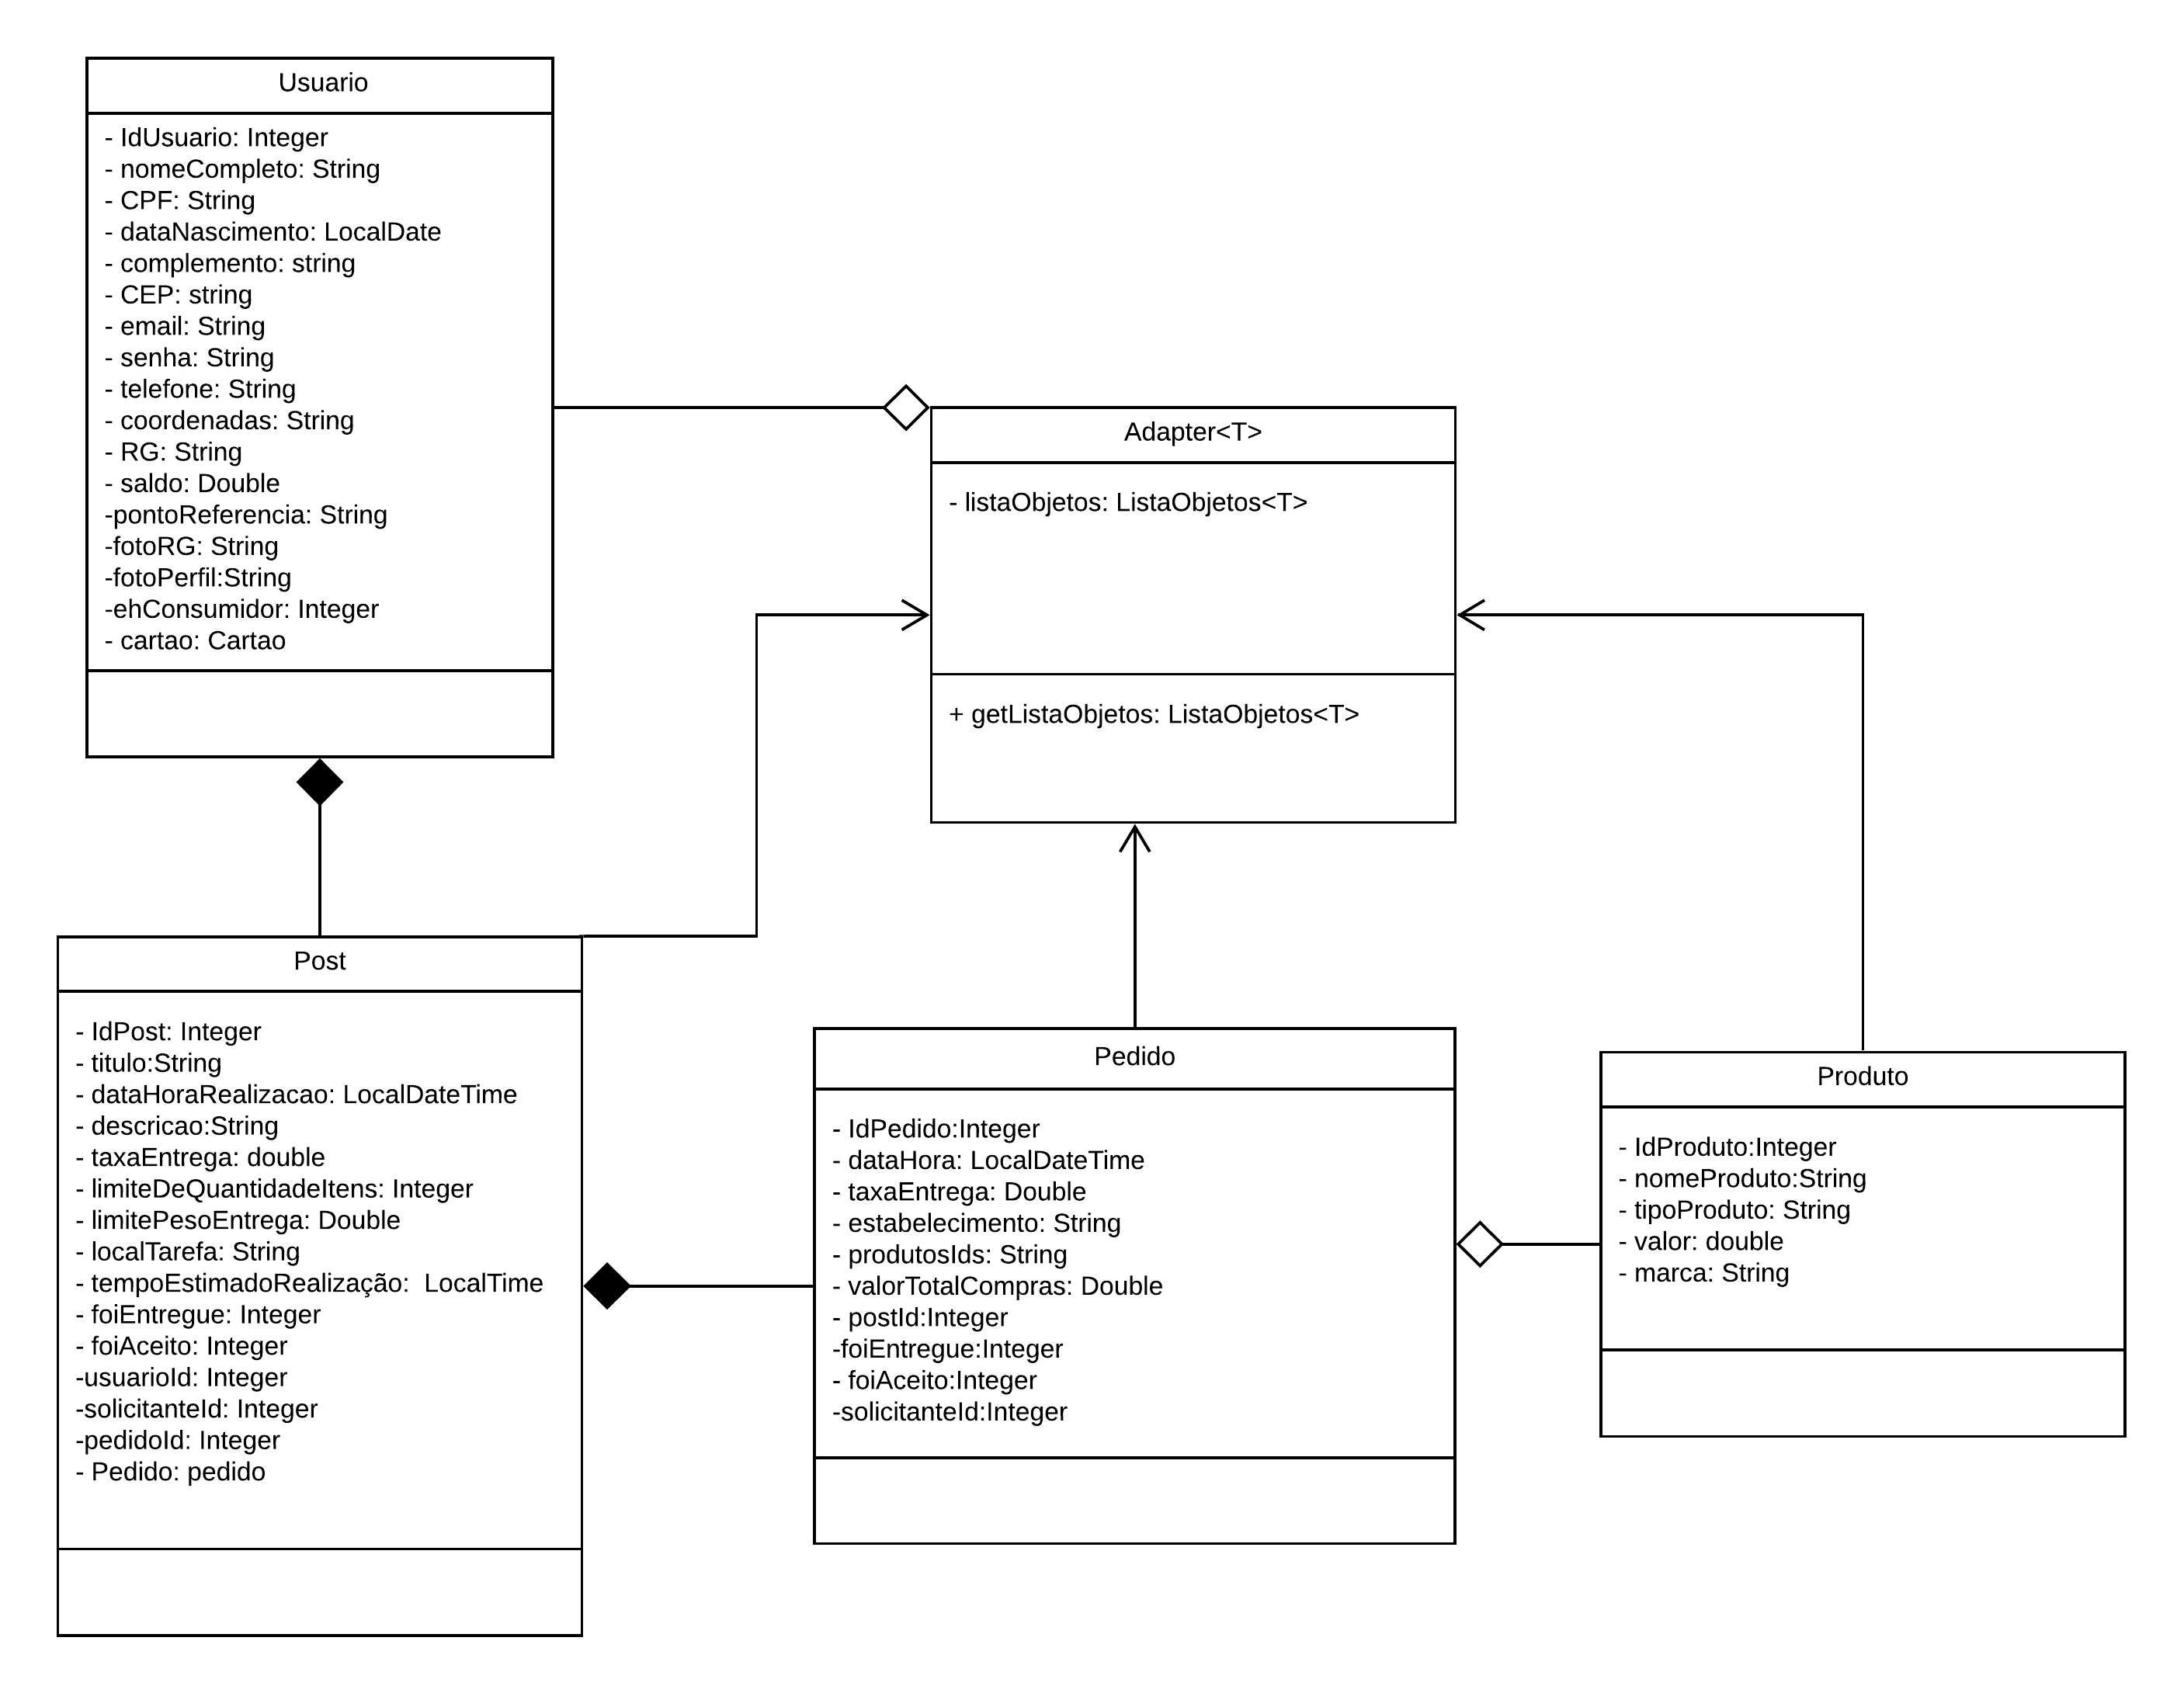 Usuario
- IdUsuario: Integer
- nomeCompleto: String
- CPF: String
- dataNascimento: LocalDate
- complemento: string
- CEP: string
- email: String
- senha: String
- telefone: String
- coordenadas: String
- RG: String
- saldo: Double
-pontoReferencia: String
-fotoRG: String
-fotoPerfil:String
-ehConsumidor: Integer
- cartao: Cartao
Adapter<T>
- listaObjetos: ListaObjetos<T>
+ getListaObjetos: ListaObjetos<T>
Post
- IdPost: Integer
- titulo:String
- dataHoraRealizacao: LocalDateTime
- descricao:String
- taxaEntrega: double
- limiteDeQuantidadeItens: Integer
- limitePesoEntrega: Double
- localTarefa: String
- tempoEstimadoRealização:  LocalTime
- foiEntregue: Integer
- foiAceito: Integer
-usuarioId: Integer
-solicitanteId: Integer
-pedidoId: Integer
- Pedido: pedido
Pedido
- IdPedido:Integer
- dataHora: LocalDateTime
- taxaEntrega: Double
- estabelecimento: String
- produtosIds: String
- valorTotalCompras: Double
- postId:Integer
-foiEntregue:Integer
- foiAceito:Integer
-solicitanteId:Integer
Produto
- IdProduto:Integer
- nomeProduto:String
- tipoProduto: String
- valor: double
- marca: String